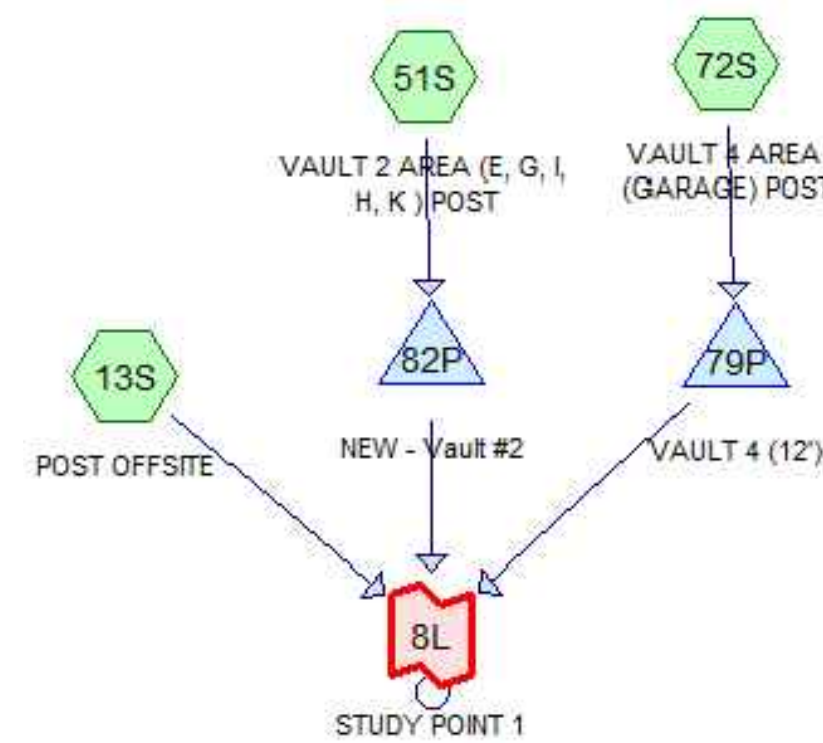 51S
72S
VAULT 2 AREA (E, G, I,
H, K ) POST
VAULT 4 AREA
(GARAGE) POST
82P
79P
13S
POST OFFSITE
NEW - Vault #2
VAULT 4 (12')
8L
STUDY POINT 1